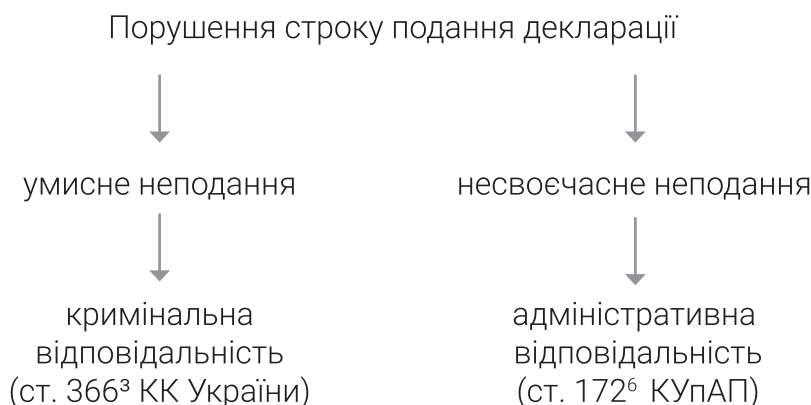 Порушення строку подання декларації
умисне неподання
несвоєчасне неподання
кримінальна
відповідальність
(ст. 366³ КК України)
адміністративна
відповідальність
(ст. 172⁶ КУпАП)